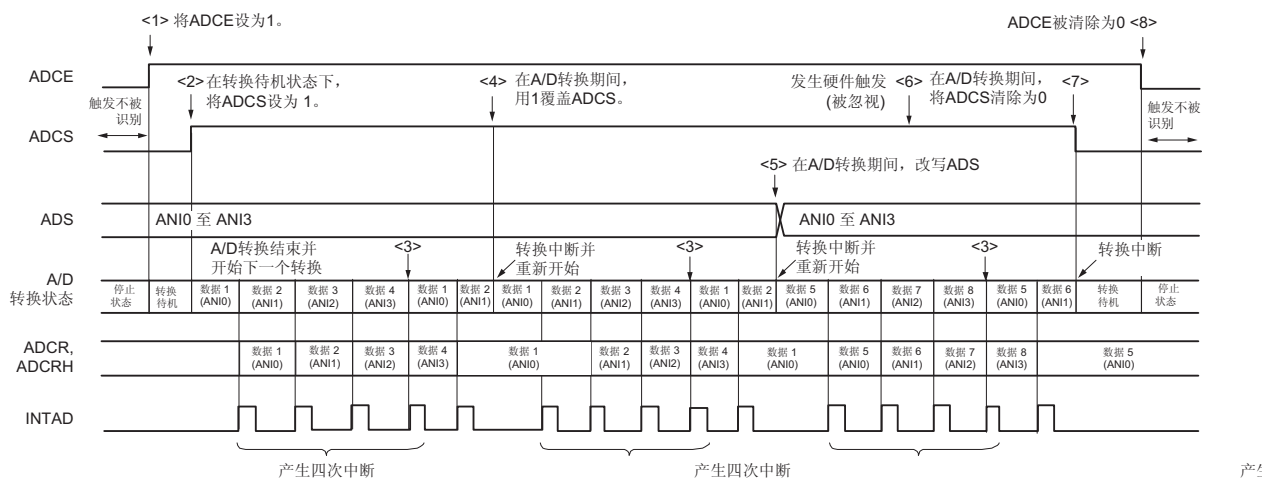 <1> 将ADCE设为1。
ADCE被清除为0 <8>
ADCE
<2> 在转换待机状态下，
将ADCS设为 1。
<4> 在A/D转换期间，
用1覆盖ADCS。
发生硬件触发 <6>
(被忽视)
在A/D转换期间， <7>
将ADCS清除为0
触发不被
识别
触发不被
识别
ADCS
<5> 在A/D转换期间，改写ADS
ADS
ANI0 至 ANI3
ANI0 至 ANI3
A/D转换结束并
开始下一个转换
<3>
转换中断并
重新开始
<3>
转换中断并
重新开始
<3>
转换中断
A/D
转换状态
停止
状态
转换
待机
数据 1
(ANI0)
数据 2
(ANI1)
数据 3
(ANI2)
数据 4
(ANI3)
数据 1
(ANI0)
数据 2
(ANI1)
数据 1
(ANI0)
数据 2
(ANI1)
数据 3
(ANI2)
数据 4
(ANI3)
数据 1
(ANI0)
数据 2
(ANI1)
数据 5
(ANI0)
数据 6
(ANI1)
数据 7
(ANI2)
数据 8
(ANI3)
数据 5
(ANI0)
数据 6
(ANI1)
转换
待机
停止
状态
ADCR,
ADCRH
数据 1
(ANI0)
数据 2
(ANI1)
数据 3
(ANI2)
数据 4
(ANI3)
数据 1
(ANI0)
数据 2
(ANI1)
数据 3
(ANI2)
数据 4
(ANI3)
数据 1
(ANI0)
数据 5
(ANI0)
数据 6
(ANI1)
数据 7
(ANI2)
数据 8
(ANI3)
数据 5
(ANI0)
INTAD
产生四次中断
产生四次中断
产